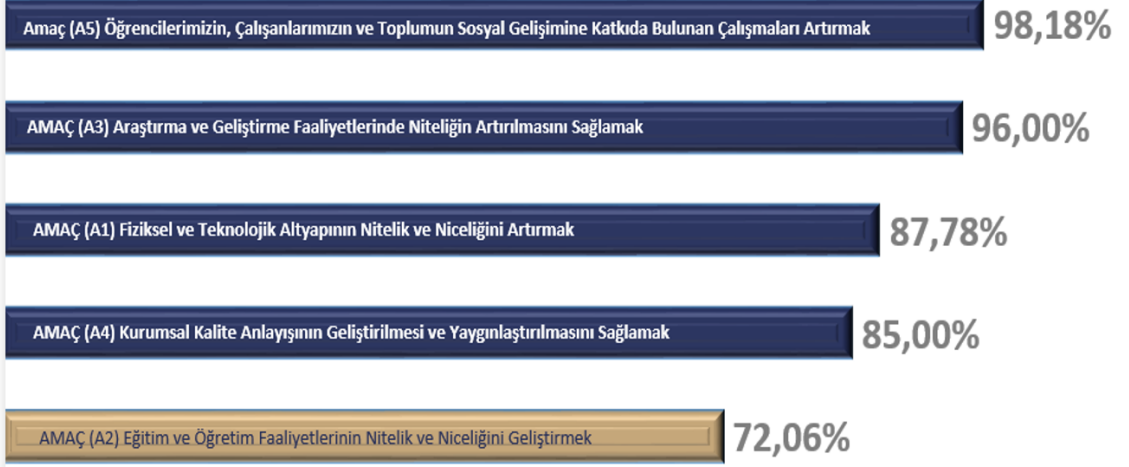 Amaç (A5) Öğrencilerimizin, Çalışanlarımızın ve Toplumun Sosyal Gelişimine Katkıda Bulunan Çalışmaları Artırmak 98,18%
AMAÇ (A3) Araştırma ve Geliştirme Faaliyetlerinde Niteliğin Artırılmasını Sağlamak 96,00%
AMAÇ (A1) Fiziksel ve Teknolojik Altyapının Nitelik ve Niceliğini Artırmak 87,78%
AMAÇ (A4) Kurumsal Kalite Anlayışının Geliştirilmesi ve Yaygınlaştırılmasını Sağlamak 85,00%
AMAÇ (A2) Eğitim ve Öğretim Faaliyetlerinin Nitelik ve Niceliğini Geliştirmek 72,06%